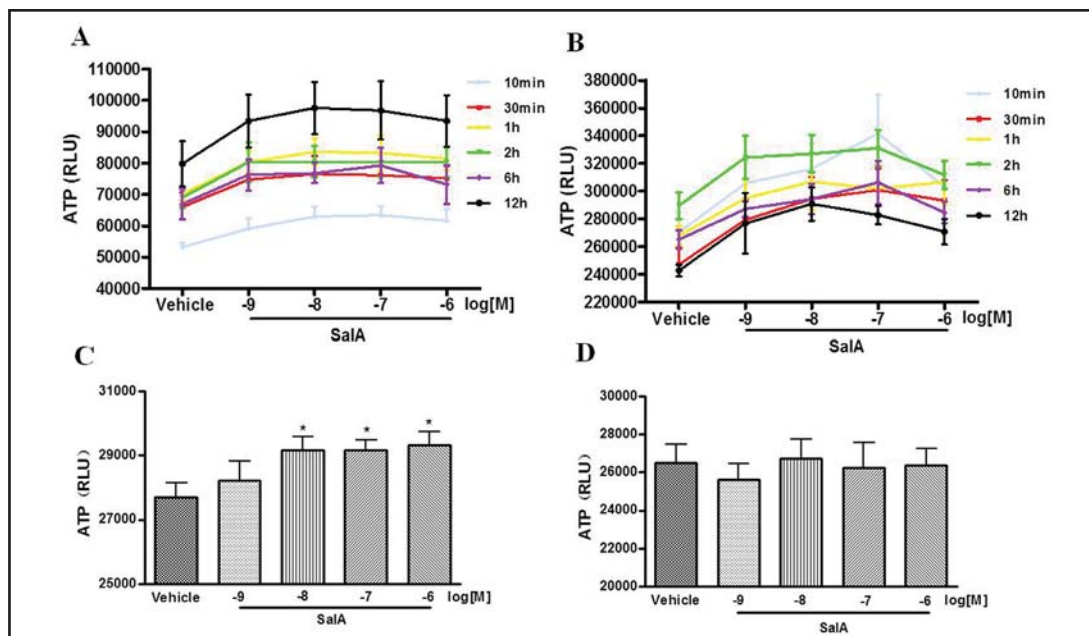 A
ATP (RLU)
110000
100000
90000
80000
70000
60000
50000
40000
Vehicle -9 -8 -7 -6 log[M]
SalA
10min
30min
1h
2h
6h
12h
B
ATP (RLU)
380000
360000
340000
320000
300000
280000
260000
240000
220000
Vehicle -9 -8 -7 -6 log[M]
SalA
10min
30min
1h
2h
6h
12h
C
ATP (RLU)
31000
29000
27000
25000
* * *
Vehicle -9 -8 -7 -6 log[M]
SalA
D
ATP (RLU)
30000
28000
26000
24000
22000
20000
Vehicle -9 -8 -7 -6 log[M]
SalA